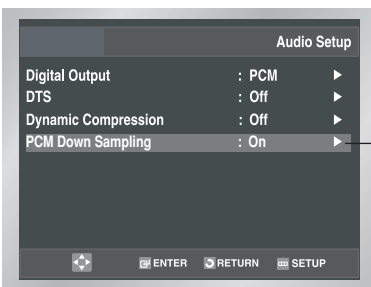 Audio Setup
Digital Output : PCM
DTS : Off
Dynamic Compression : Off
PCM Down Sampling : On
ENTER RETURN SETUP